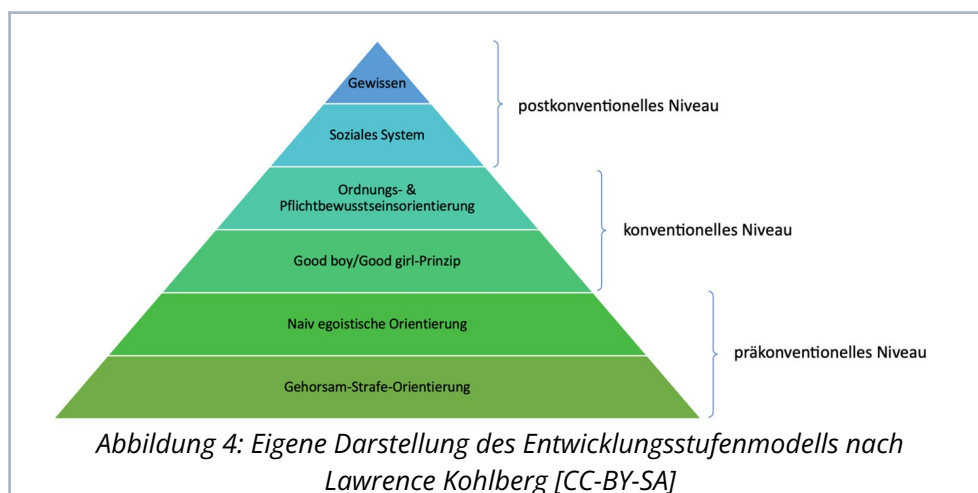 Gewissen
postkonventionelles Niveau
Soziales System
Ordnungs- &
Pflichtbewusstseinsorientierung
konventionelles Niveau
Good boy/Good girl-Prinzip
Naiv egoistische Orientierung
präkonventionelles Niveau
Gehorsam-Strafe-Orientierung
Abbildung 4: Eigene Darstellung des Entwicklungsstufenmodells nach
Lawrence Kohlberg [CC-BY-SA]